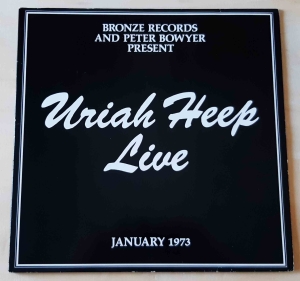 BRONZE RECORDS
AND PETER BOWYER
PRESENT
Uriah Heep
Live
JANUARY 1973